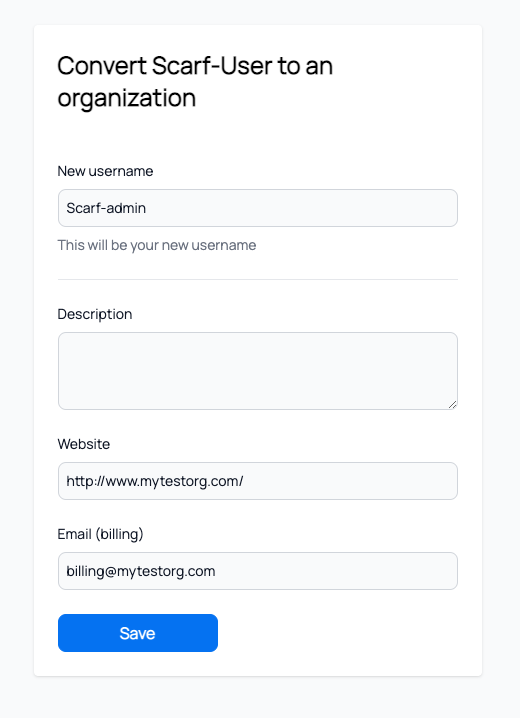 Convert Scarf-User to an
organization
New username
Scarf-admin
This will be your new username
Description
Website
http://www.mytestorg.com/
Email (billing)
billing@mytestorg.com
Save